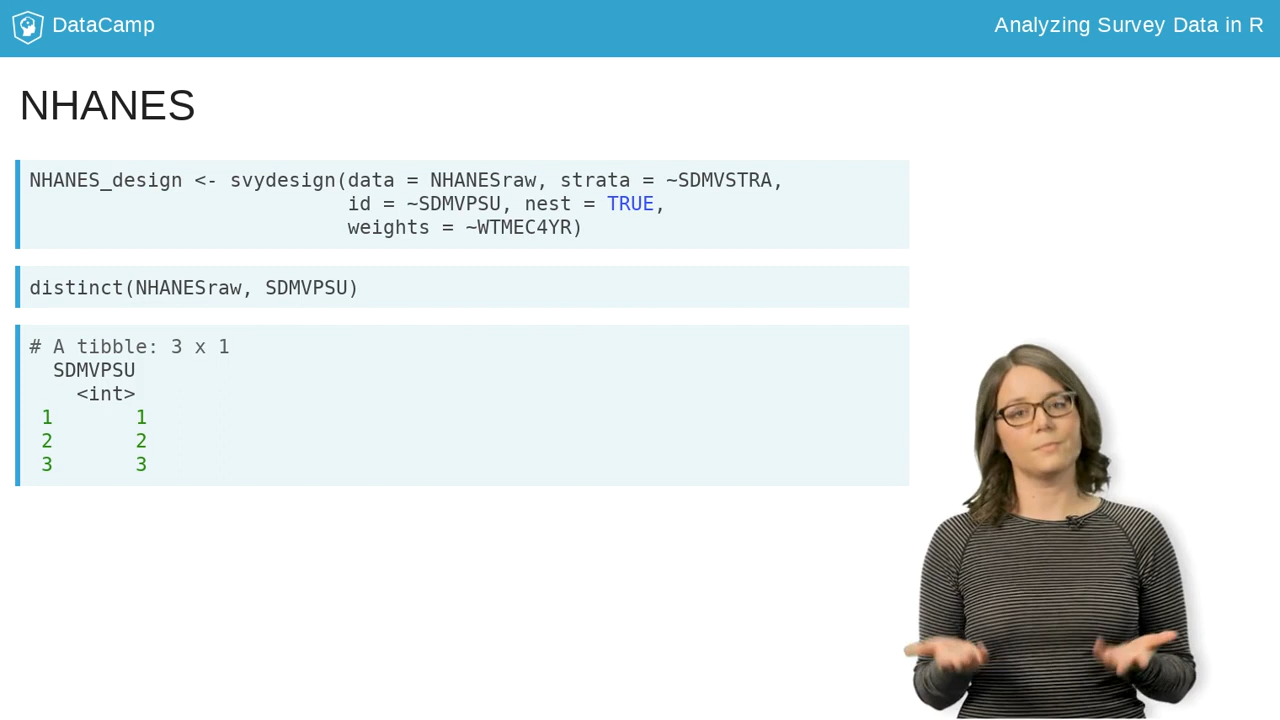 DataCamp
Analyzing Survey Data in R
NHANES
NHANES_design <- svydesign(data = NHANESraw, strata = ~SDMVSTRA,
                           id = ~SDMVPSU, nest = TRUE,
                           weights = ~WTMEC4YR)
distinct(NHANESraw, SDMVPSU)
# A tibble: 3 x 1
  SDMVPSU
    <int>
 1       1
 2       2
 3       3